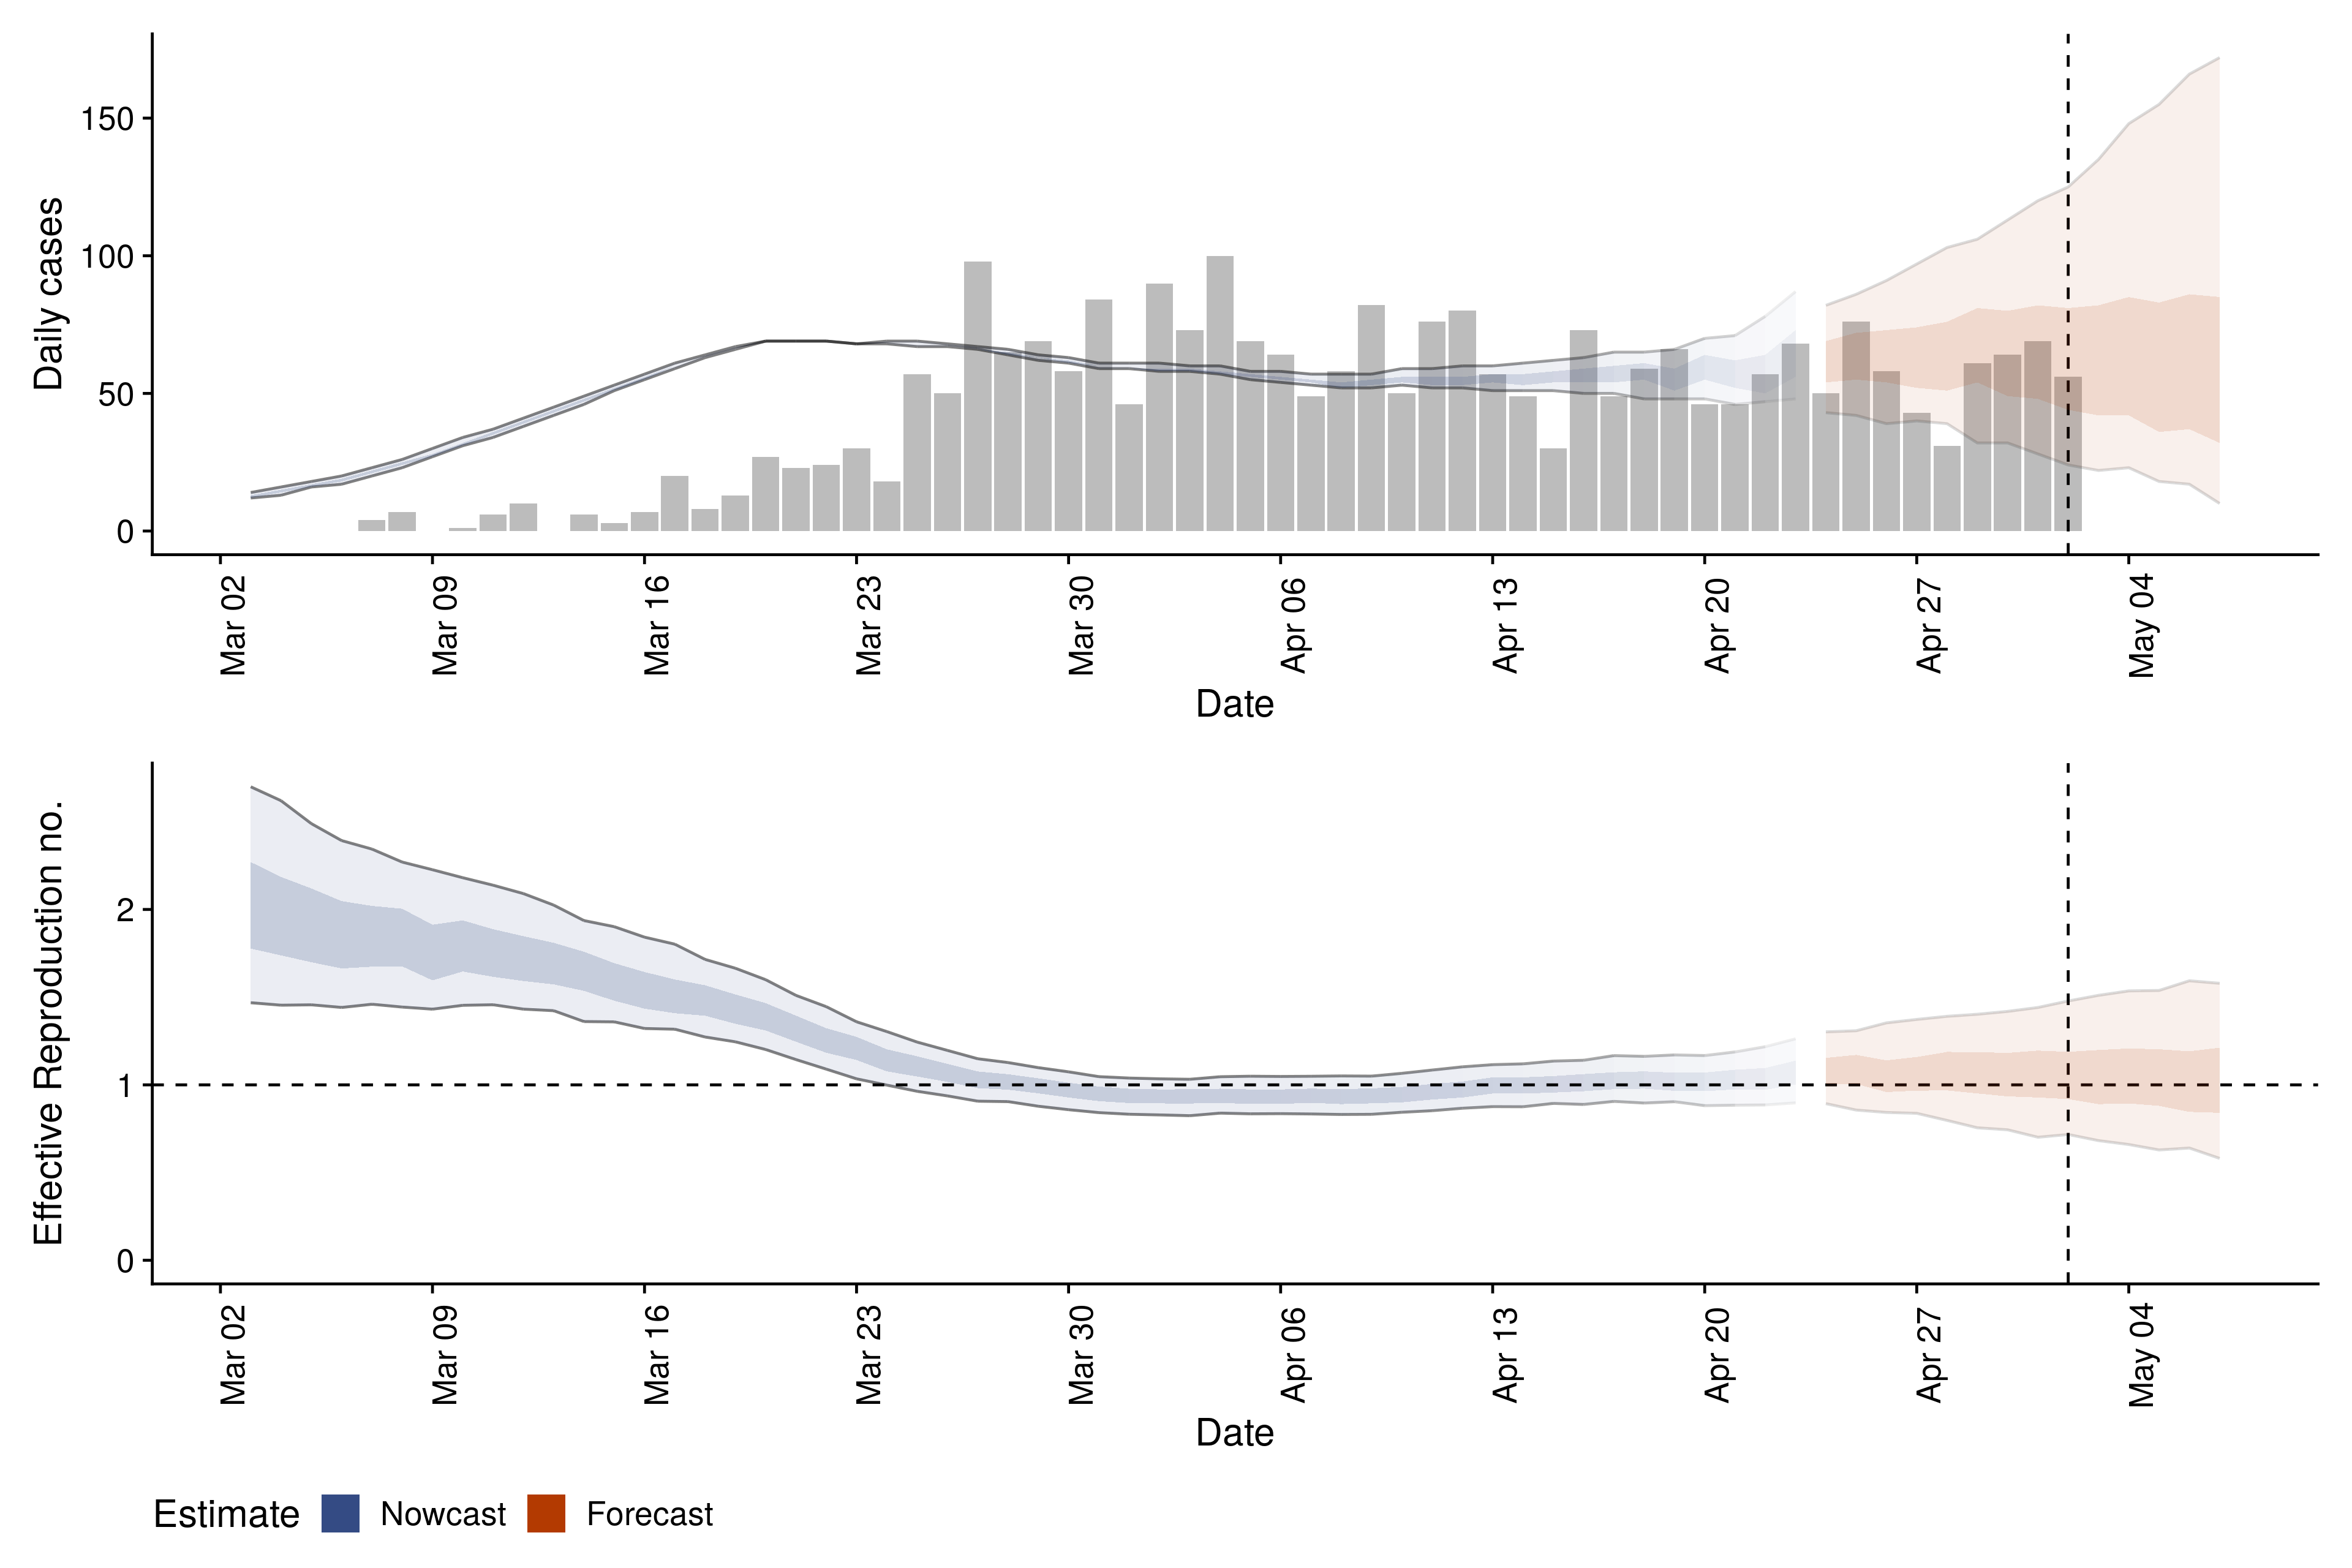 Daily cases
150
100
50
0
Mar 02
Mar 09
Mar 16
Mar 23
Mar 30
Apr 06
Apr 13
Apr 20
Apr 27
May 04
Date
Effective Reproduction no.
2
1
0
Mar 02
Mar 09
Mar 16
Mar 23
Mar 30
Apr 06
Apr 13
Apr 20
Apr 27
May 04
Date
Estimate Nowcast Forecast